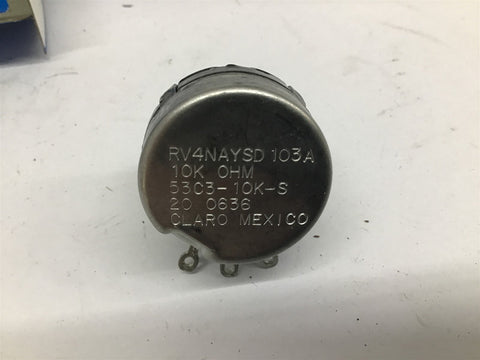 RV4NAYSD 103A
10K OHM
53C3-10K-S
20 0636
CLARO MEXICO